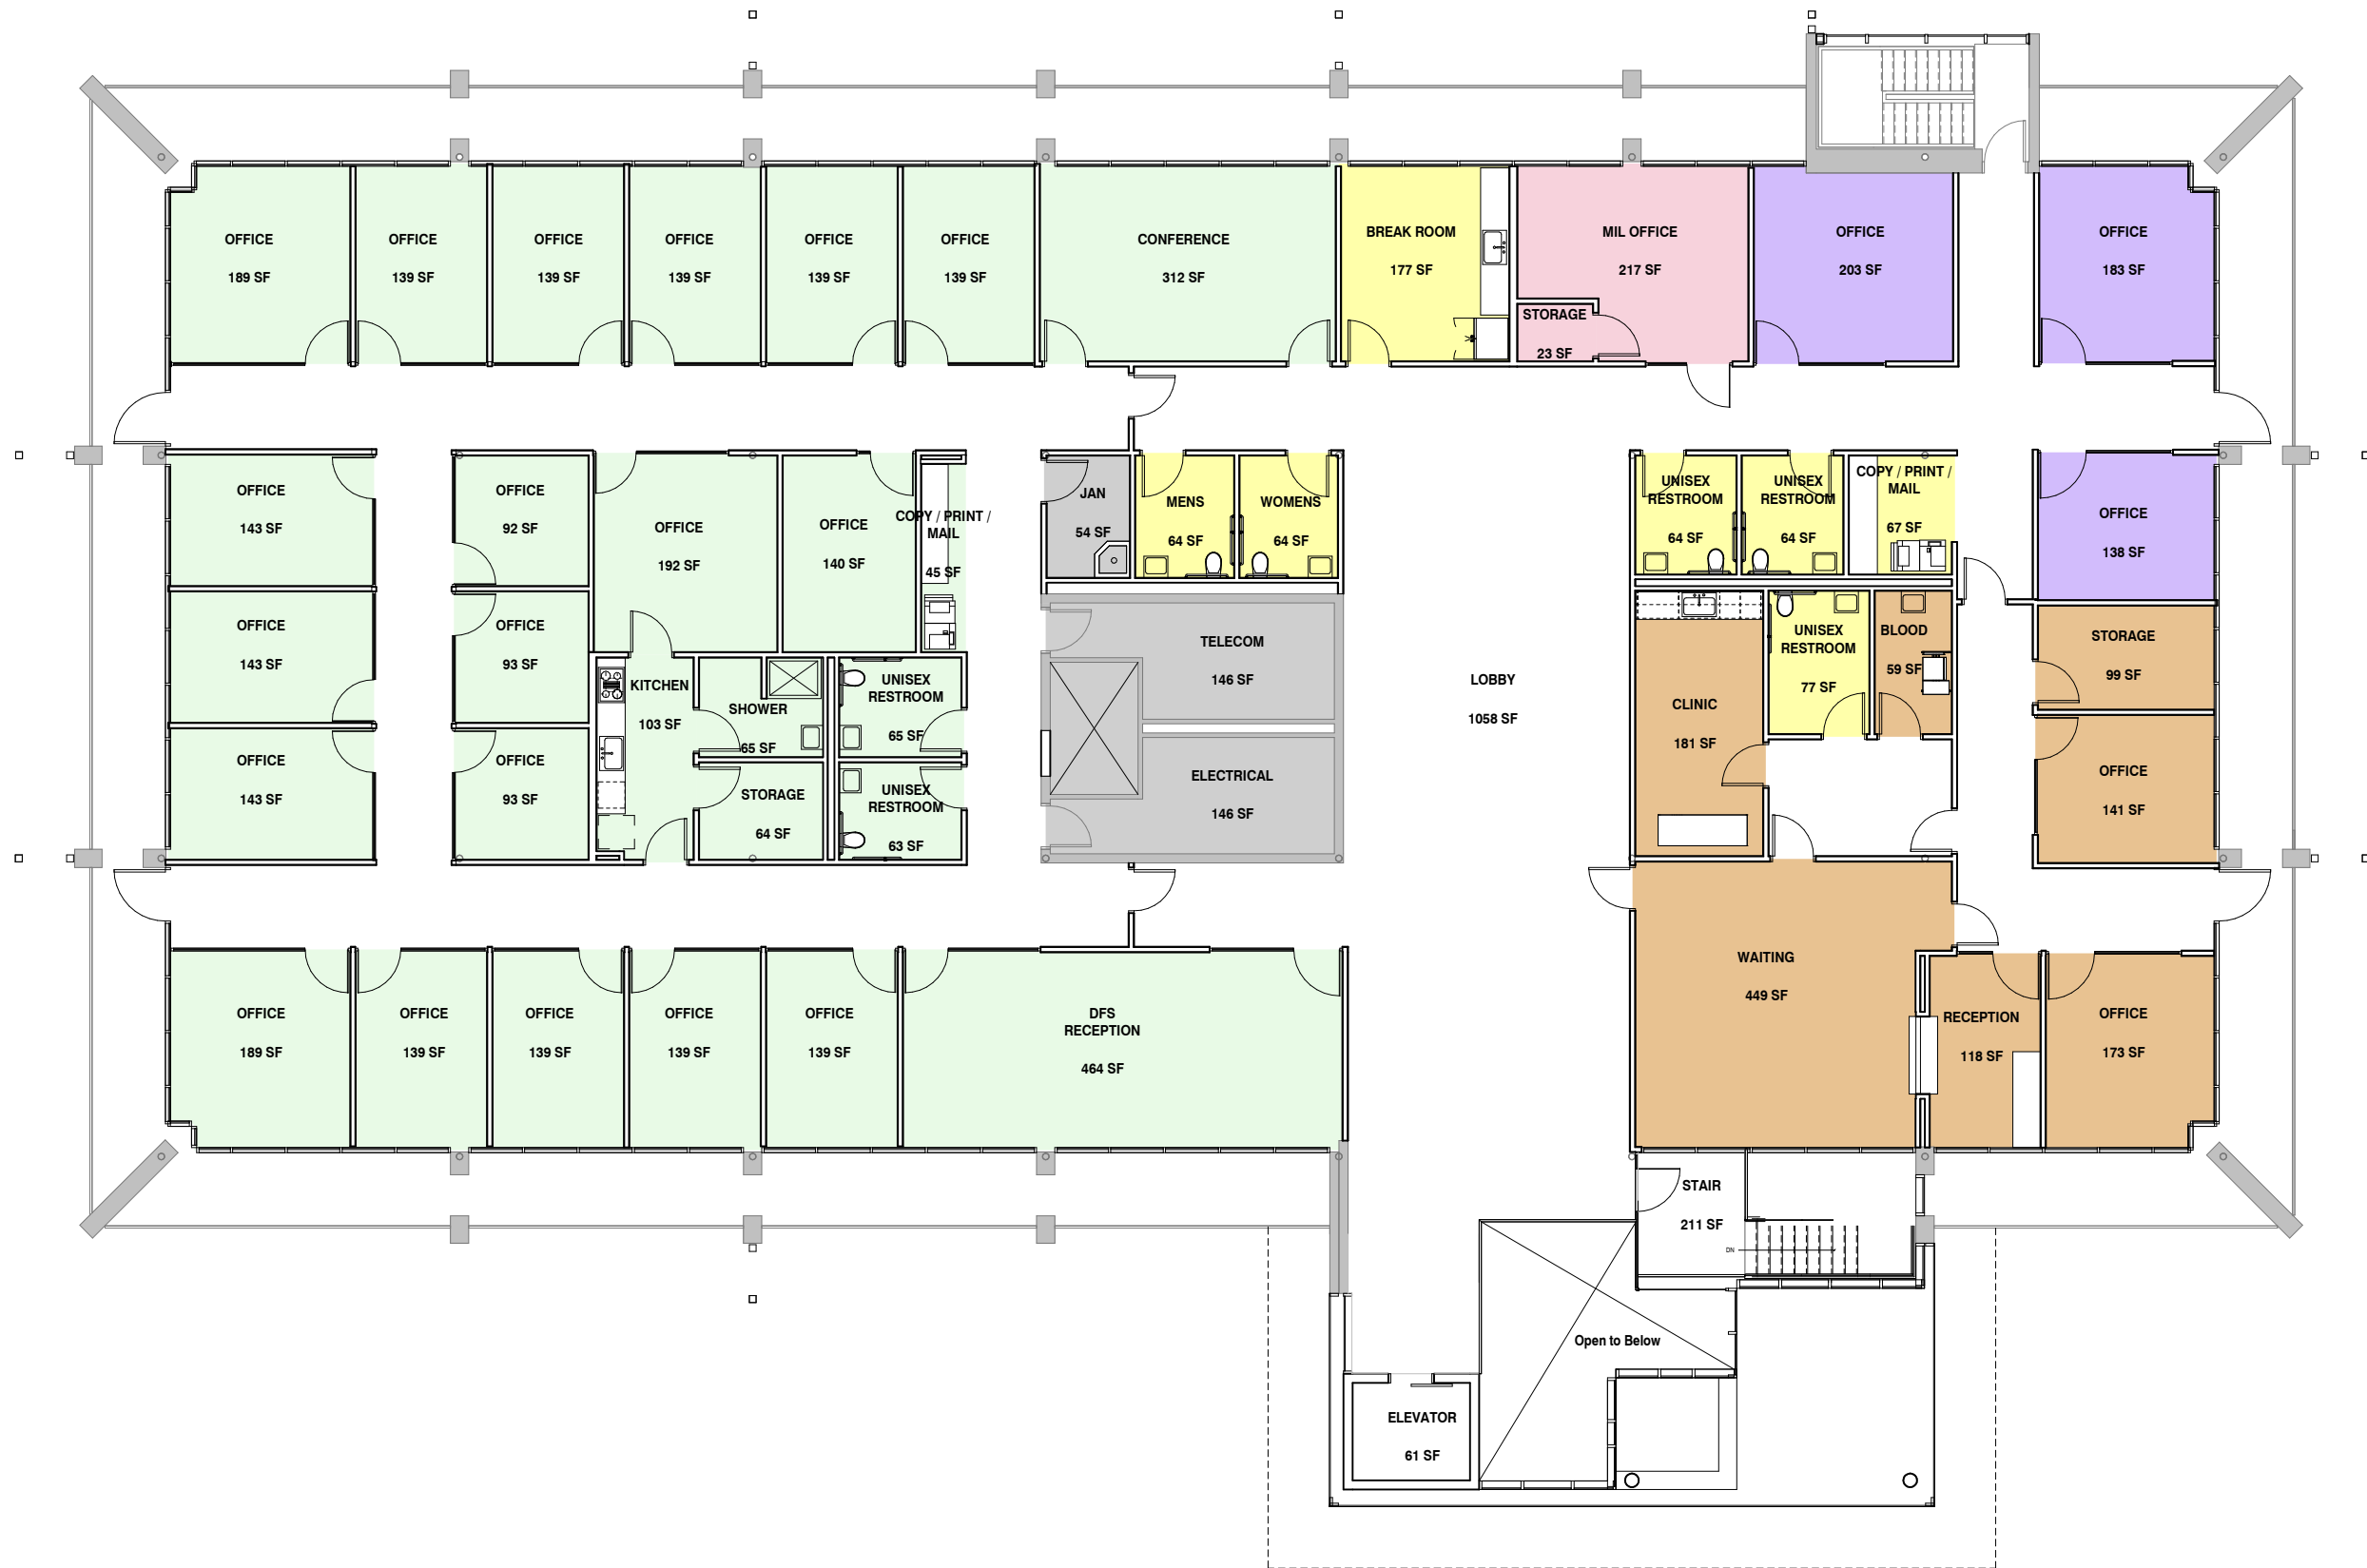 OFFICE
189 SF
OFFICE
139 SF
OFFICE
139 SF
OFFICE
139 SF
OFFICE
139 SF
OFFICE
139 SF
CONFERENCE
312 SF
BREAK ROOM
177 SF
MIL OFFICE
217 SF
STORAGE
23 SF
OFFICE
203 SF
OFFICE
183 SF
OFFICE
143 SF
OFFICE
92 SF
OFFICE
192 SF
OFFICE
140 SF
COPY / PRINT /
MAIL
45 SF
JAN
54 SF
MENS
64 SF
WOMENS
64 SF
UNISEX
RESTROOM
64 SF
UNISEX
RESTROOM
64 SF
COPY / PRINT /
MAIL
67 SF
OFFICE
138 SF
OFFICE
143 SF
OFFICE
93 SF
KITCHEN
103 SF
SHOWER
65 SF
UNISEX
RESTROOM
65 SF
TELECOM
146 SF
LOBBY
1058 SF
CLINIC
181 SF
UNISEX
RESTROOM
77 SF
BLOOD
59 SF
STORAGE
99 SF
OFFICE
143 SF
OFFICE
93 SF
STORAGE
64 SF
UNISEX
RESTROOM
63 SF
ELECTRICAL
146 SF
OFFICE
141 SF
OFFICE
189 SF
OFFICE
139 SF
OFFICE
139 SF
OFFICE
139 SF
OFFICE
139 SF
DFS
RECEPTION
464 SF
WAITING
449 SF
RECEPTION
118 SF
OFFICE
173 SF
STAIR
211 SF
DN
Open to Below
ELEVATOR
61 SF